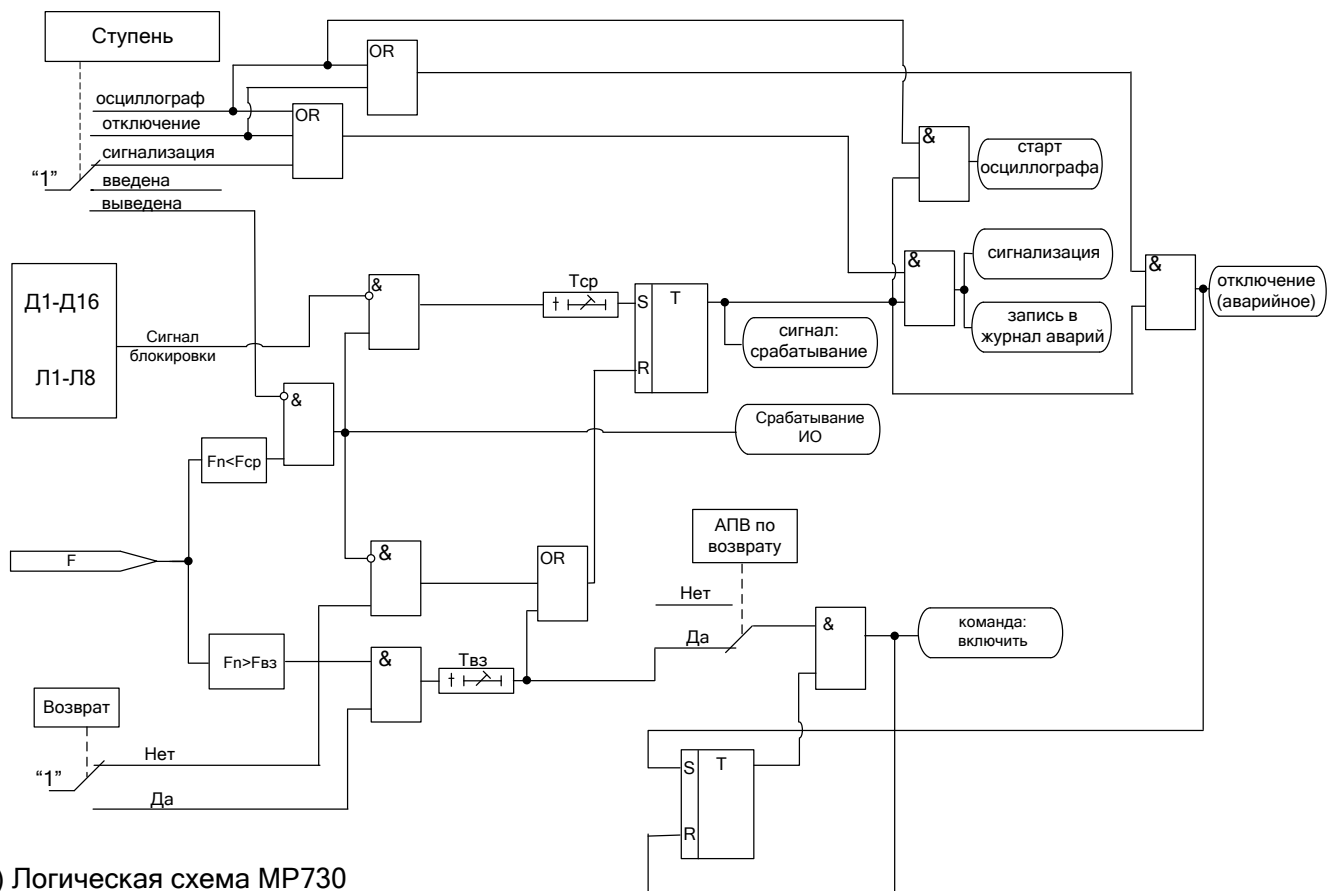 Ступень
OR
осциллограф
OR
отключение
сигнализация
“1”
введена
выведена
&
старт
осциллографа
Д1-Д16
Л1-Л8
Сигнал
блокировки
&
Тср
S
T
R
сигнал:
срабатывание
&
сигнализация
запись в
журнал аварий
&
отключение
(аварийное)
&
Fn<Fср
Срабатывание
ИО
F
&
OR
АПВ по
возврату
Нет
Да
&
команда:
включить
Fn>Fвз
&
Твз
Возврат
“1”
Нет
Да
S
T
R
) Логическая схема МР730